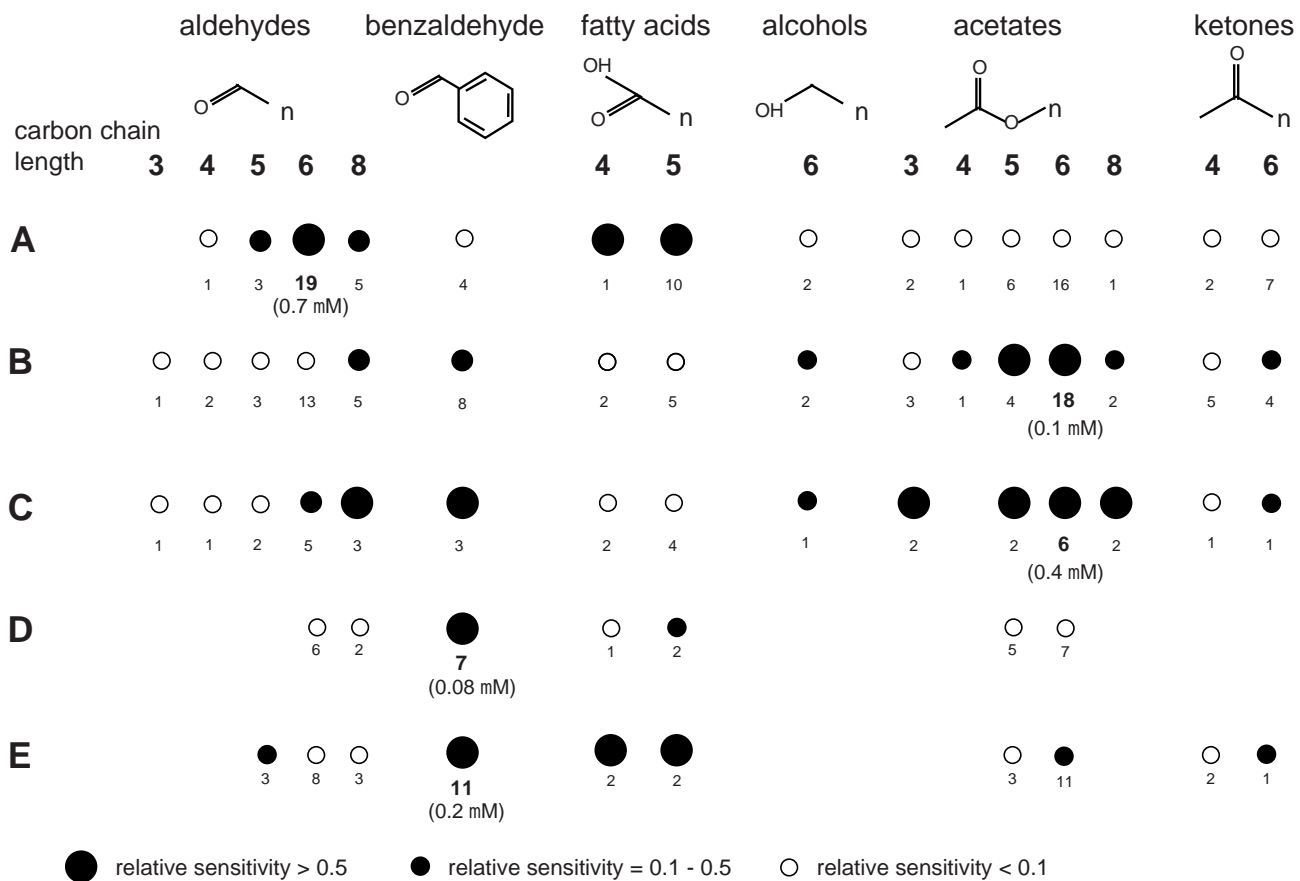 aldehydes benzaldehyde fatty acids alcohols acetates ketones
O n O OH O n OH n O O n O n
carbon chain
length 3 4 5 6 8 4 5 6 3 4 5 6 8 4 6
A
1 3 19 5 4 1 10 2 2 1 6 16 1 2 7
(0.7 mM)
B
1 2 3 13 5 8 2 5 2 3 1 4 18 2 5 4
(0.1 mM)
C
1 1 2 5 3 3 2 4 1 2 2 6 2 1 1
(0.4 mM)
D
6 2 7 1 2 5 7
(0.08 mM)
E
3 8 3 11 2 2 3 11 2 1
(0.2 mM)
relative sensitivity > 0.5 relative sensitivity = 0.1 - 0.5 relative sensitivity < 0.1